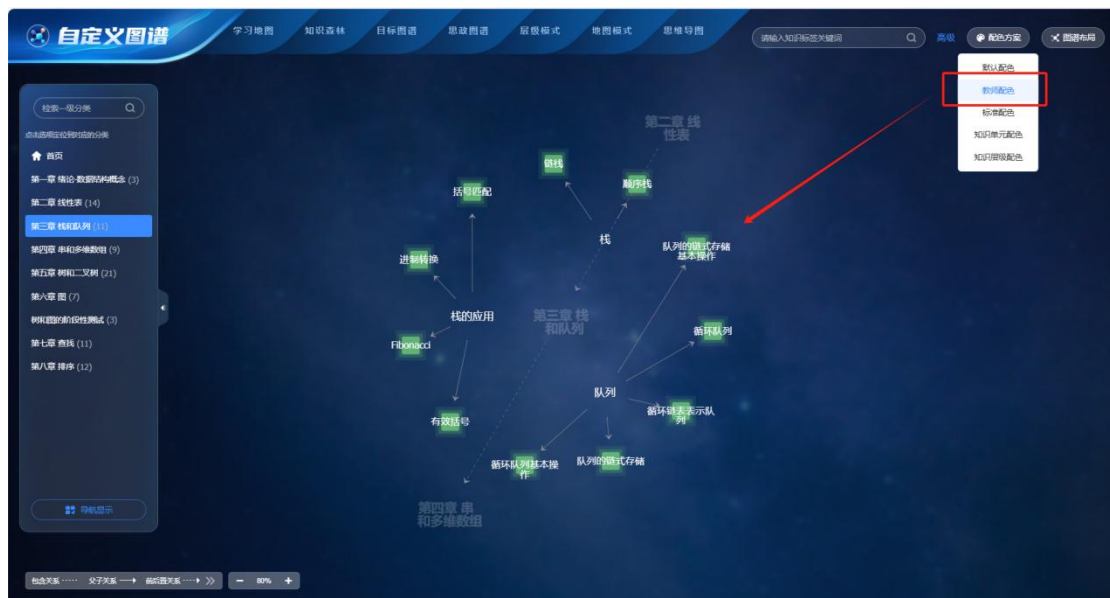 自定义图谱
学习地图
知识森林
目标图谱
思政图谱
层级模式
地图模式
思维导图
请输入知识标签关键词
高级
配色方案
图谱布局
默认配色
教师配色
标准配色
知识单元配色
知识层级配色
检索一级分类
点击选项定位到对应的分类
首页
第一章 绪论-数据结构概念 (3)
第二章 线性表 (14)
第三章 栈和队列 (11)
第四章 串和多维数组 (9)
第五章 树和二叉树 (21)
第六章 图 (7)
树和图的阶段性测试 (3)
第七章 查找 (11)
第八章 排序 (12)
导航显示
第二章 线
性表
链栈
顺序栈
括号匹配
栈
队列的链式存储
基本操作
进制转换
栈的应用
第三章 栈
和队列
循环队列
Fibonacci
队列
循环链表表示队
列
有效括号
循环队列基本操
作
队列的链式存储
第四章 串
和多维数组
包含关系
父子关系
前后置关系
80%